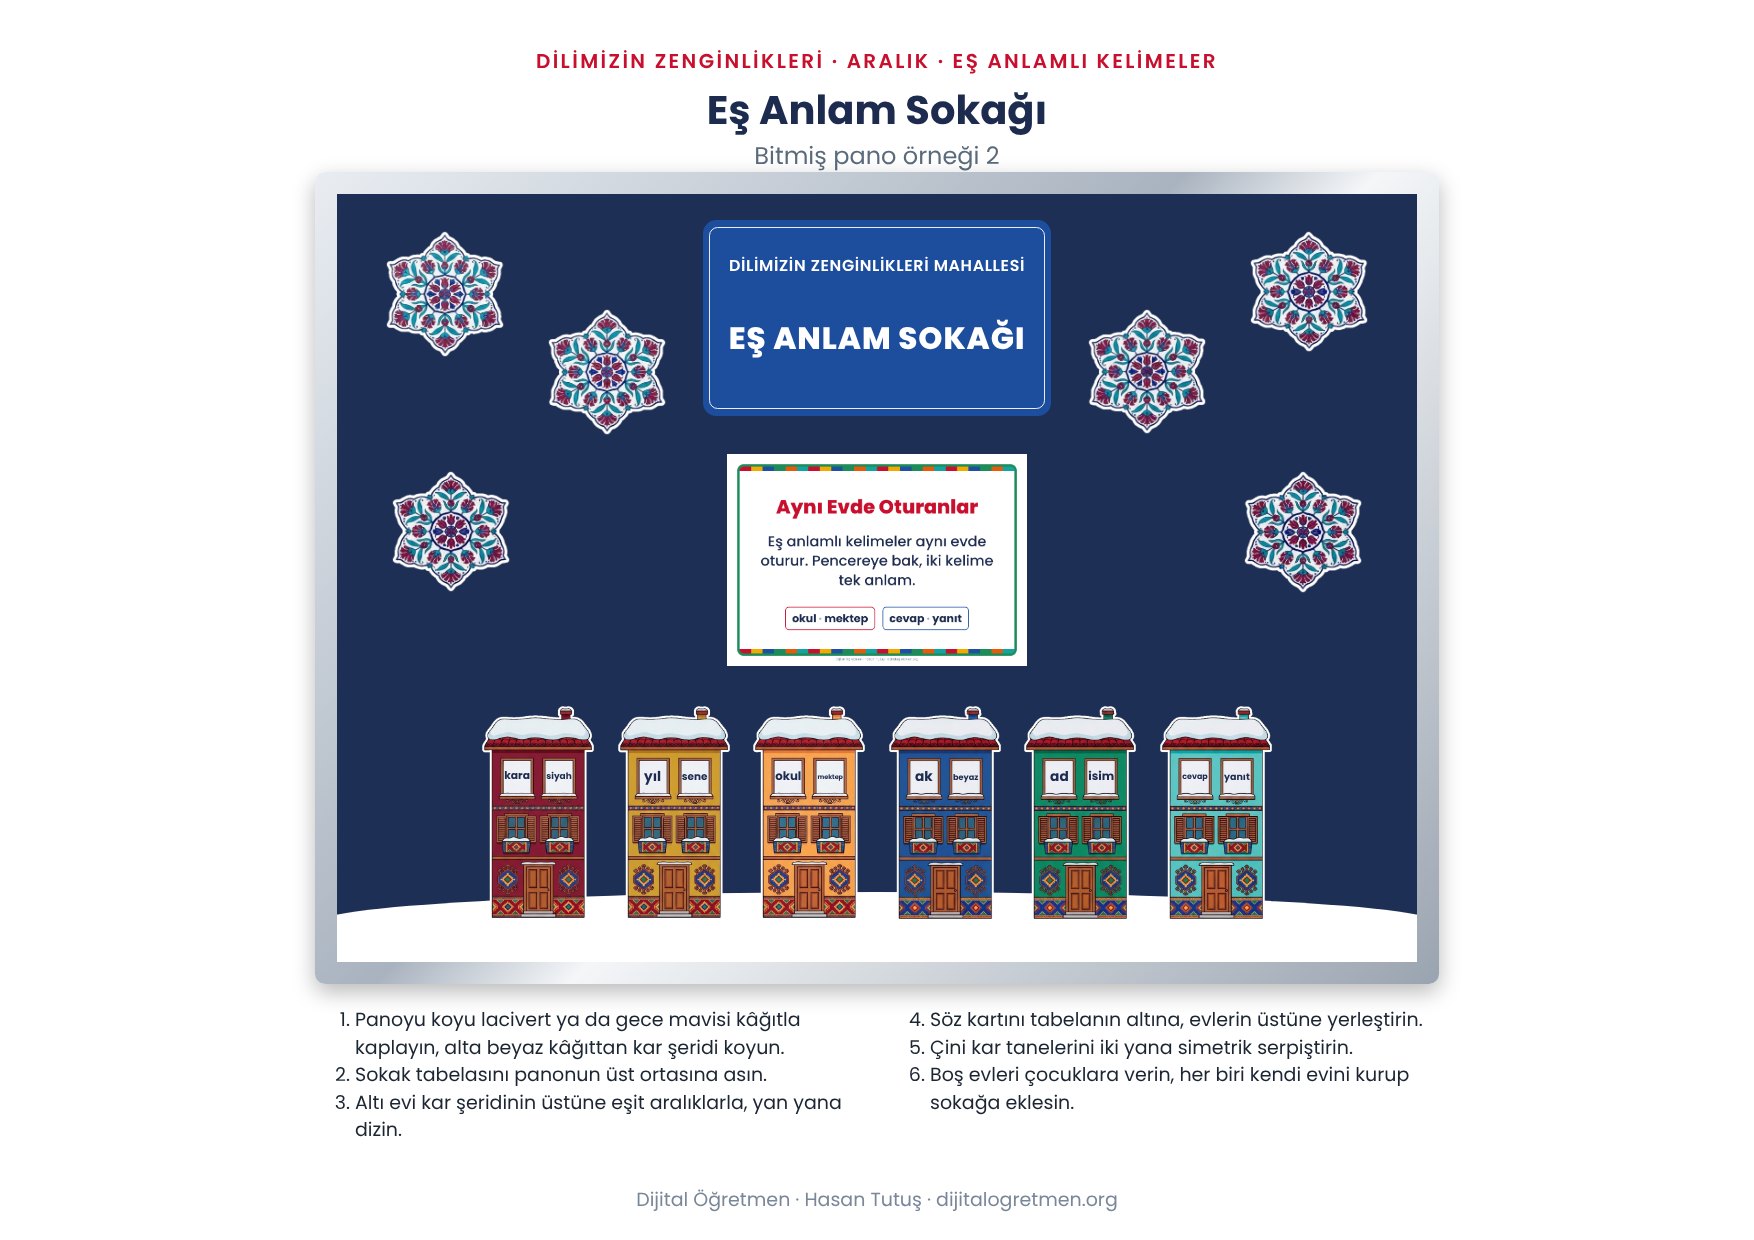 DİLİMİZİN ZENGİNLİKLERİ · ARALIK · EŞ ANLAMLI KELİMELER
Eş Anlam Sokağı
Bitmiş pano örneği 2
DİLİMİZİN ZENGİNLİKLERİ MAHALLESİ
EŞ ANLAM SOKAĞI
Aynı Evde Oturanlar
Eş anlamlı kelimeler aynı evde
oturur. Pencereye bak, iki kelime
tek anlam.
okul · mektep cevap · yanıt
kara siyah yıl sene okul mektep ak beyaz ad isim cevap yanıt
1. Panoyu koyu lacivert ya da gece mavisi kâğıtla
kaplayın, alta beyaz kâğıttan kar şeridi koyun.
2. Sokak tabelasını panonun üst ortasına asın.
3. Altı evi kar şeridinin üstüne eşit aralıklarla, yan yana
dizin.
4. Söz kartını tabelanın altına, evlerin üstüne yerleştirin.
5. Çini kar tanelerini iki yana simetrik serpiştirin.
6. Boş evleri çocuklara verin, her biri kendi evini kurup
sokağa eklesin.
Dijital Öğretmen · Hasan Tutuş · dijitalogretmen.org